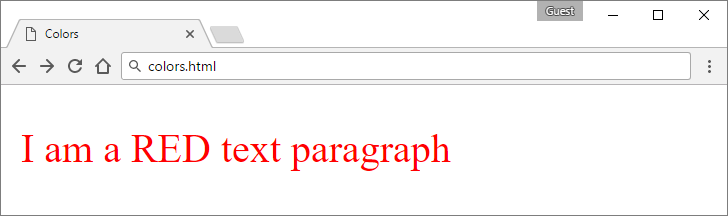 Guest
Colors
colors.html
I am a RED text paragraph